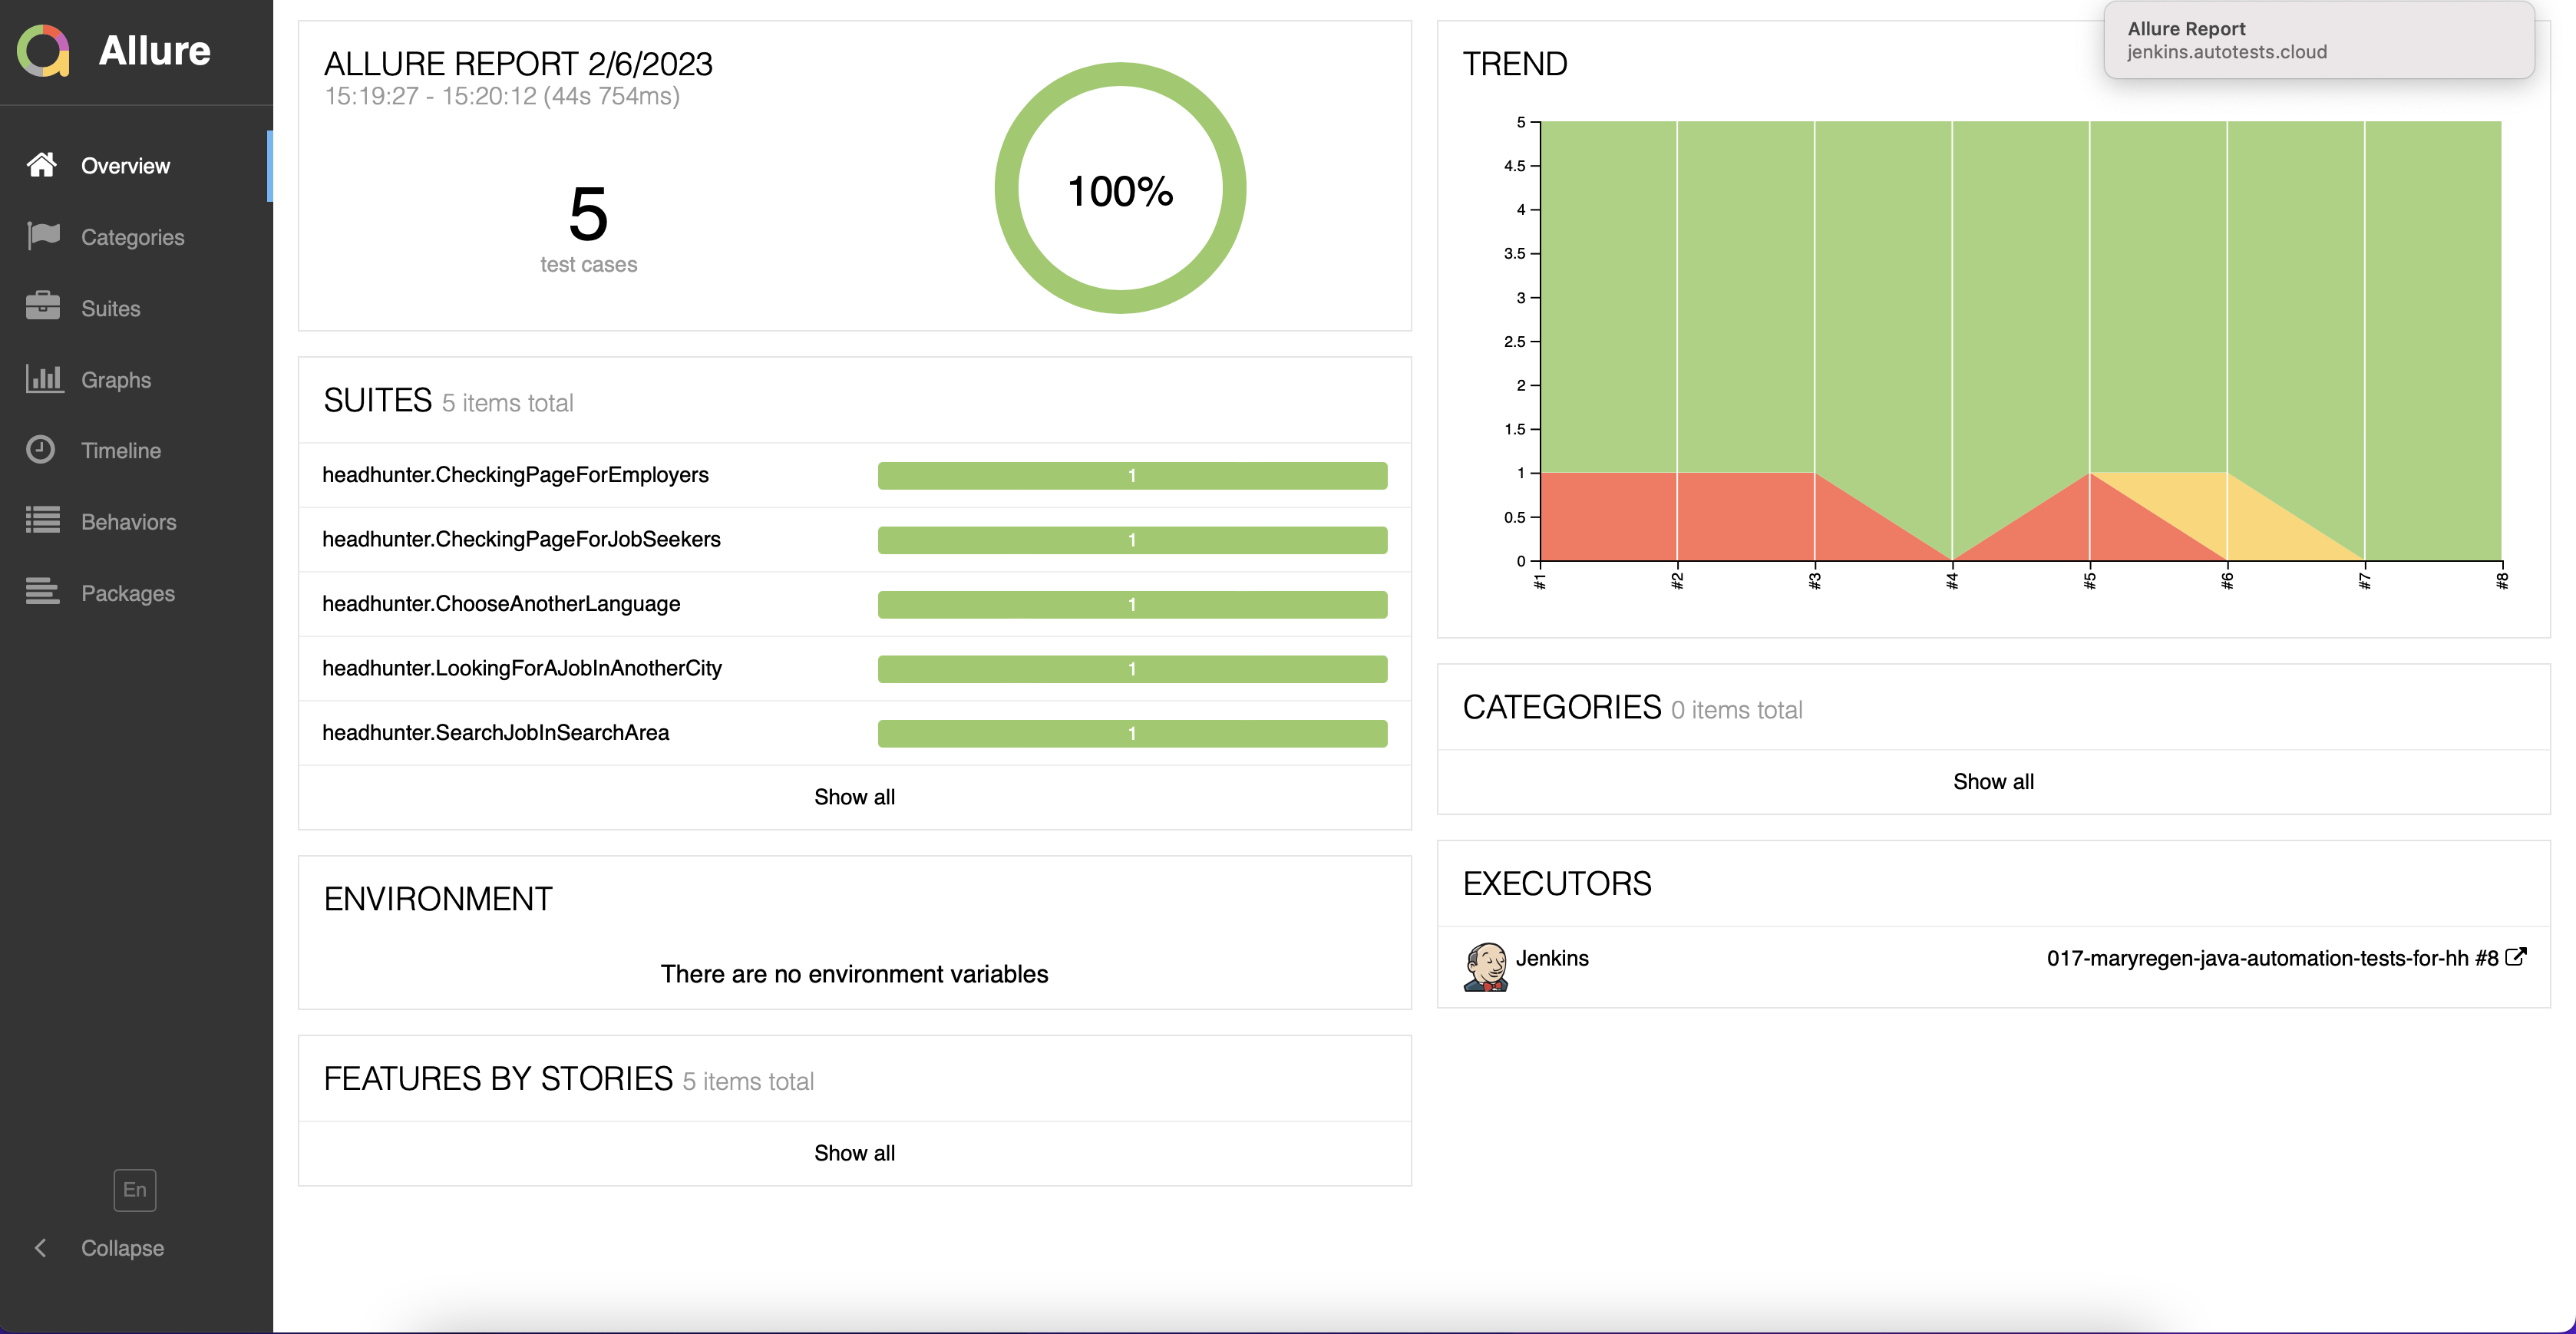 Allure
Overview
Categories
Suites
Graphs
Timeline
Behaviors
Packages
En
Collapse
ALLURE REPORT 2/6/2023
15:19:27 - 15:20:12 (44s 754ms)
5
test cases
100%
SUITES 5 items total
headhunter.CheckingPageForEmployers 1
headhunter.CheckingPageForJobSeekers 1
headhunter.ChooseAnotherLanguage 1
headhunter.LookingForAJobInAnotherCity 1
headhunter.SearchJobInSearchArea 1
Show all
ENVIRONMENT
There are no environment variables
FEATURES BY STORIES 5 items total
Show all
TREND
5
4.5
4
3.5
3
2.5
2
1.5
1
0.5
0
#1 #2 #3 #4 #5 #6 #7 #8
CATEGORIES 0 items total
Show all
EXECUTORS
Jenkins 017-maryregen-java-automation-tests-for-hh #8
Allure Report
jenkins.autotests.cloud